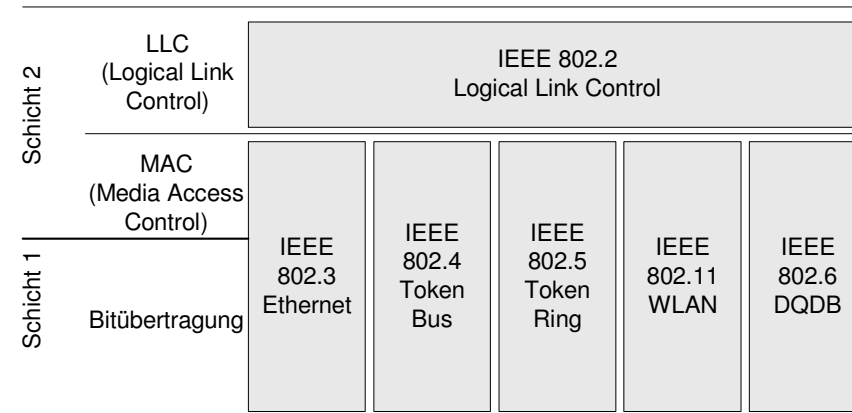 Schicht 2
LLC
(Logical Link
Control)
IEEE 802.2
Logical Link Control
MAC
(Media Access
Control)
Schicht 1
Bitübertragung
IEEE
802.3
Ethernet
IEEE
802.4
Token
Bus
IEEE
802.5
Token
Ring
IEEE
802.11
WLAN
IEEE
802.6
DQDB